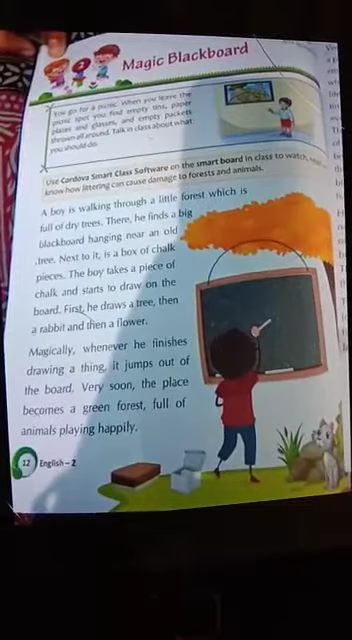 Magic Blackboard
You go for a picnic. When you leave the
picnic spot you find empty tins, paper
plates and glasses, and empty packets
thrown all around. Talk in class about what
you should do.
Use Cordova Smart Class Software on the smart board in class to watch
know how littering can cause damage to forests and animals.
A boy is walking through a little forest which is
full of dry trees. There, he finds a big
blackboard hanging near an old
tree. Next to it, is a box of chalk
pieces. The boy takes a piece of
chalk and starts to draw on the
board. First, he draws a tree, then
a rabbit and then a flower.
Magically, whenever he finishes
drawing a thing, it jumps out of
the board. Very soon, the place
becomes a green forest, full of
animals playing happily.
12 English–2